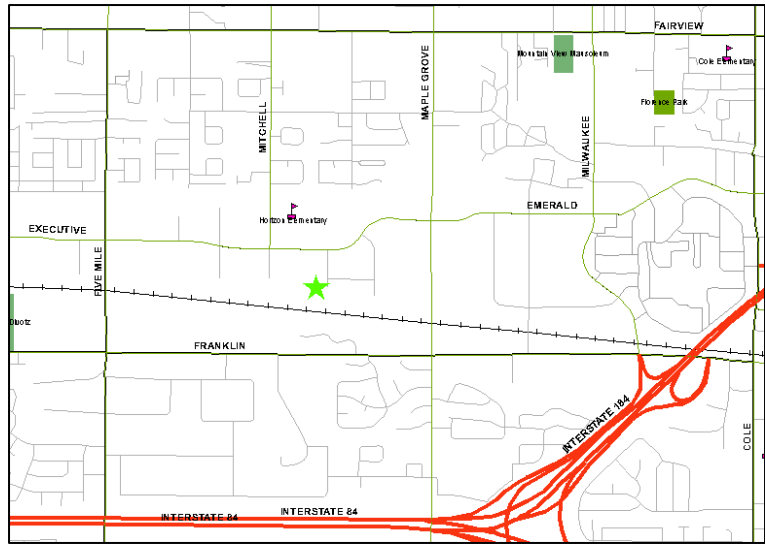 FAIRVIEW
MAPLE GROVE
Mountain View Mausoleum
Cole Elementary
MITCHELL
Florence Park
MILWAUKEE
EMERALD
Horizon Elementary
EXECUTIVE
FIVE MILE
FRANKLIN
INTERSTATE 184
COLE
INTERSTATE 84
INTERSTATE 84